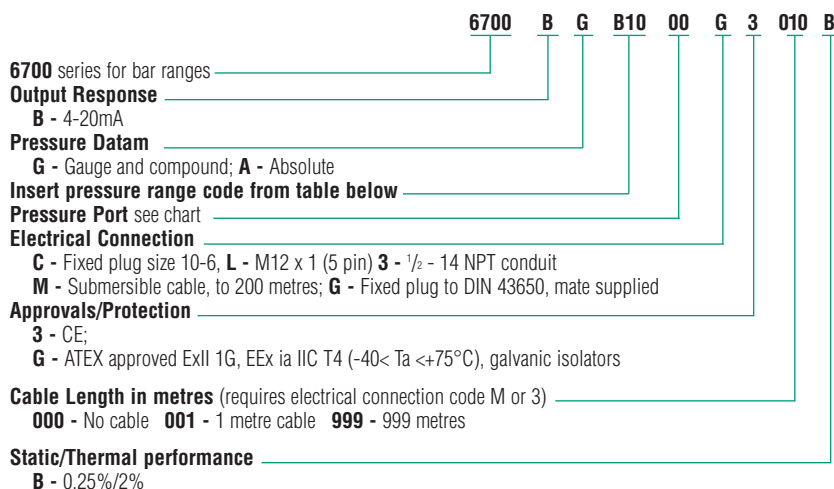 6700 B G B10 00 G 3 010 B
6700 series for bar ranges
Output Response
B - 4-20mA
Pressure Datam
G - Gauge and compound; A - Absolute
Insert pressure range code from table below
Pressure Port see chart
Electrical Connection
C - Fixed plug size 10-6, L - M12 x 1 (5 pin) 3 - 1/2 - 14 NPT conduit
M - Submersible cable, to 200 metres; G - Fixed plug to DIN 43650, mate supplied
Approvals/Protection
3 - CE;
G - ATEX approved ExII 1G, EEx ia IIC T4 (-40< Ta <+75°C), galvanic isolators
Cable Length in metres (requires electrical connection code M or 3)
000 - No cable 001 - 1 metre cable 999 - 999 metres
Static/Thermal performance
B - 0.25%/2%